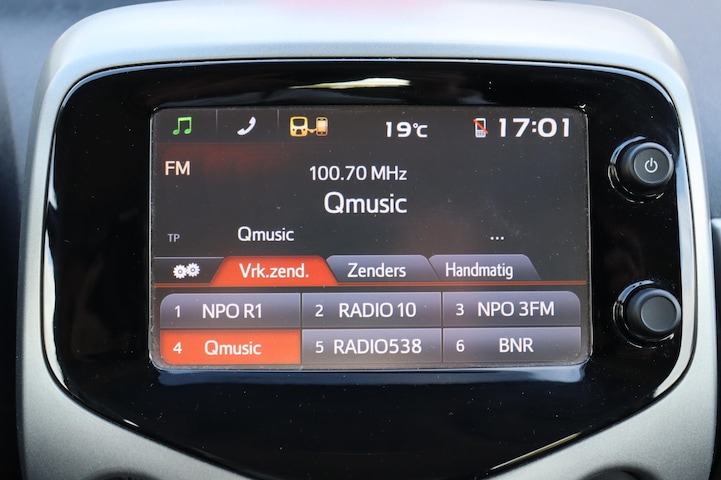 19°C 17:01
FM
100.70 MHz
Qmusic
TP Qmusic ...
Vrk.zend. Zenders Handmatig
1 NPO R1 2 RADIO 10 3 NPO 3FM
4 Qmusic 5 RADIO538 6 BNR